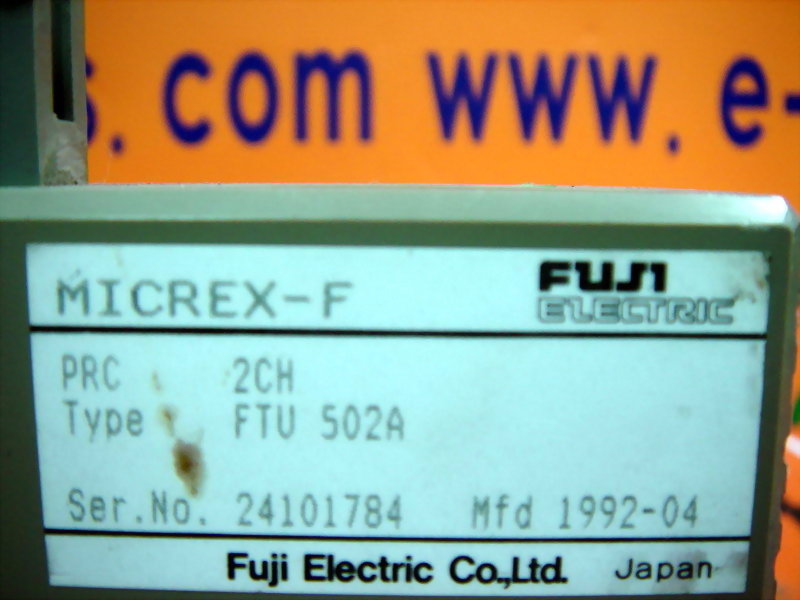 s.com www.e-
MICREX-F
FUJI
ELECTRIC
PRC 2CH
Type FTU 502A
Ser.No. 24101784 Mfd 1992-04
Fuji Electric Co.,Ltd. Japan